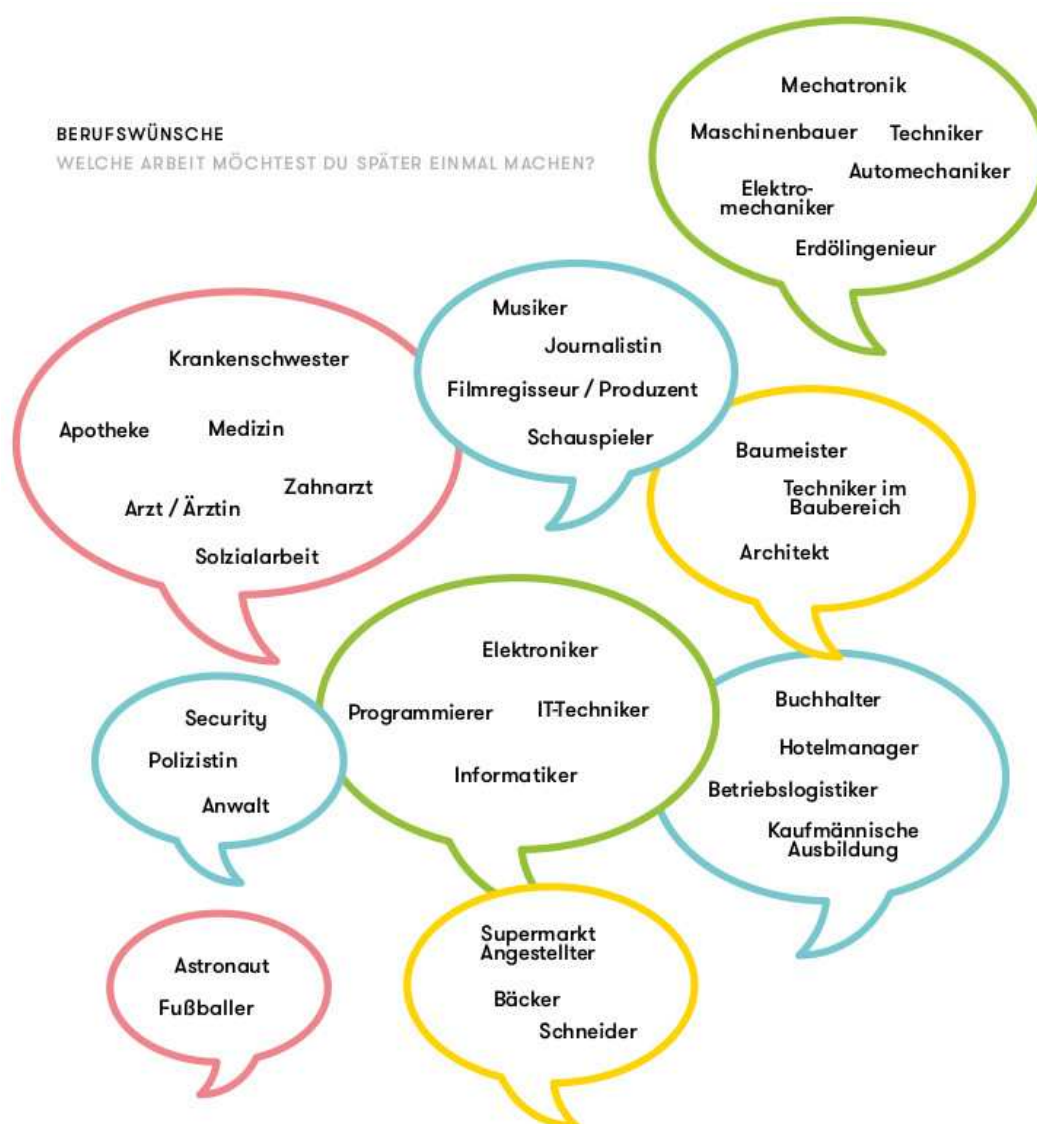 BERUFSWÜNSCHE
WELCHE ARBEIT MÖCHTEST DU SPÄTER EINMAL MACHEN?
Mechatronik
Maschinenbauer
Techniker
Automechaniker
Elektro-
mechaniker
Erdölingenieur
Musiker
Journalistin
Filmregisseur / Produzent
Schauspieler
Krankenschwester
Apotheke
Medizin
Zahnarzt
Arzt / Ärztin
Solzialarbeit
Baumeister
Techniker im
Baubereich
Architekt
Elektroniker
Programmierer
IT-Techniker
Informatiker
Security
Polizistin
Anwalt
Buchhalter
Hotelmanager
Betriebslogistiker
Kaufmännische
Ausbildung
Astronaut
Fußballer
Supermarkt
Angestellter
Bäcker
Schneider